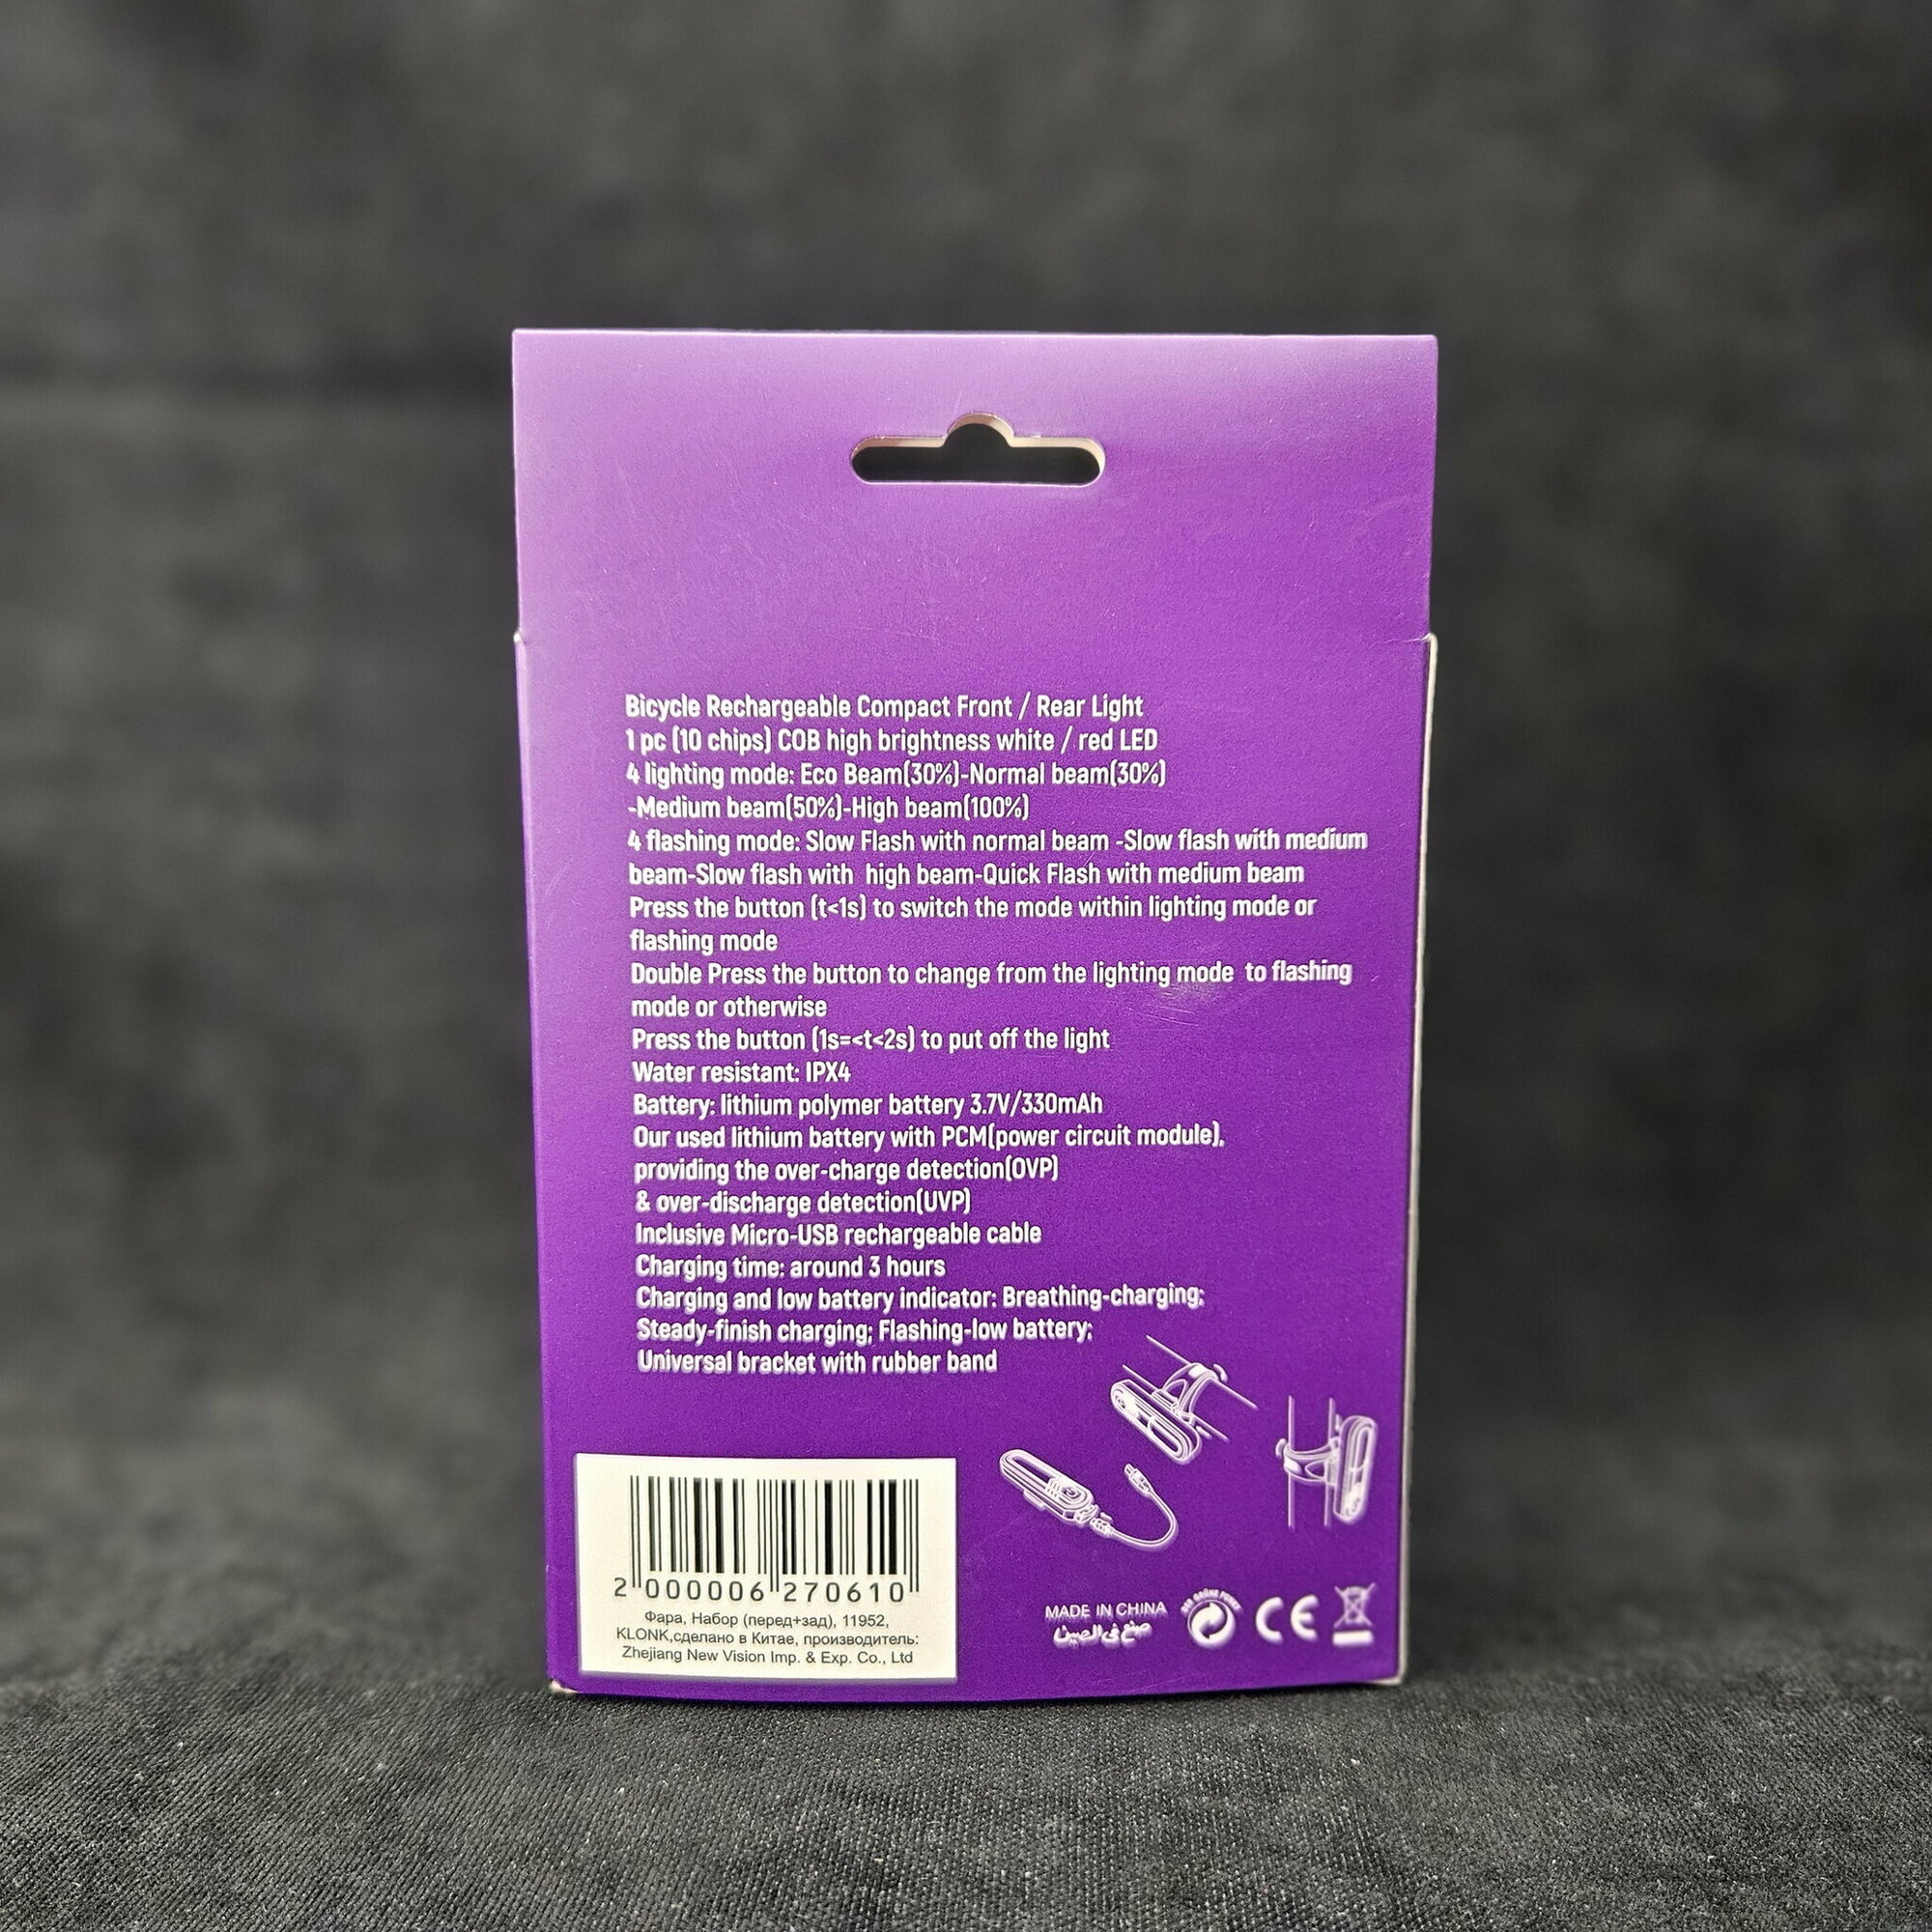 Bicycle Rechargeable Compact Front / Rear Light
1 pc (10 chips) COB high brightness white / red LED
4 lighting mode: Eco Beam(30%)-Normal beam(30%)
-Medium beam(50%)-High beam(100%)
4 flashing mode: Slow Flash with normal beam -Slow flash with medium
beam-Slow flash with high beam-Quick Flash with medium beam
Press the button (t<1s) to switch the mode within lighting mode or
flashing mode
Double Press the button to change from the lighting mode to flashing
mode or otherwise
Press the button (1s=<t<2s) to put off the light
Water resistant: IPX4
Battery: lithium polymer battery 3.7V/330mAh
Our used lithium battery with PCM(power circuit module),
providing the over-charge detection(OVP)
& over-discharge detection(UVP)
Inclusive Micro-USB rechargeable cable
Charging time: around 3 hours
Charging and low battery indicator: Breathing-charging;
Steady-finish charging; Flashing-low battery;
Universal bracket with rubber band
2 000006 270610
Фара, Набор (перед+зад), 11952,
KLONK,сделано в Китае, производитель:
Zhejiang New Vision Imp. & Exp. Co., Ltd
MADE IN CHINA
صنع في الصين
DER GRÜNE PUNKT
CE